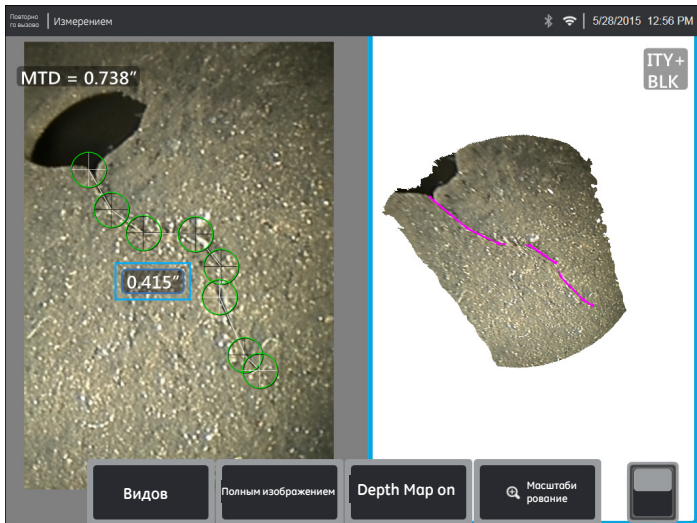 Повторно
го вызова
Измерением
5/28/2015 12:56 PM
MTD = 0.738"
ITY+
BLK
0.415"
Видов
Полным изображением
Depth Map on
Масштаби
рование